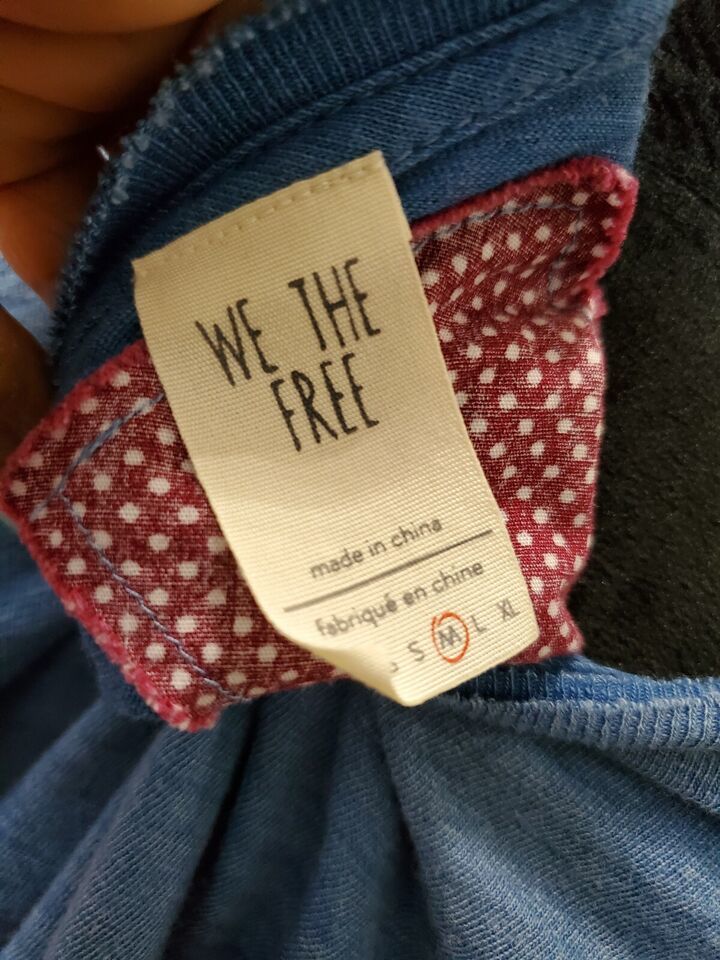 WE THE
FREE
made in china
fabriqué en chine
S M L XL